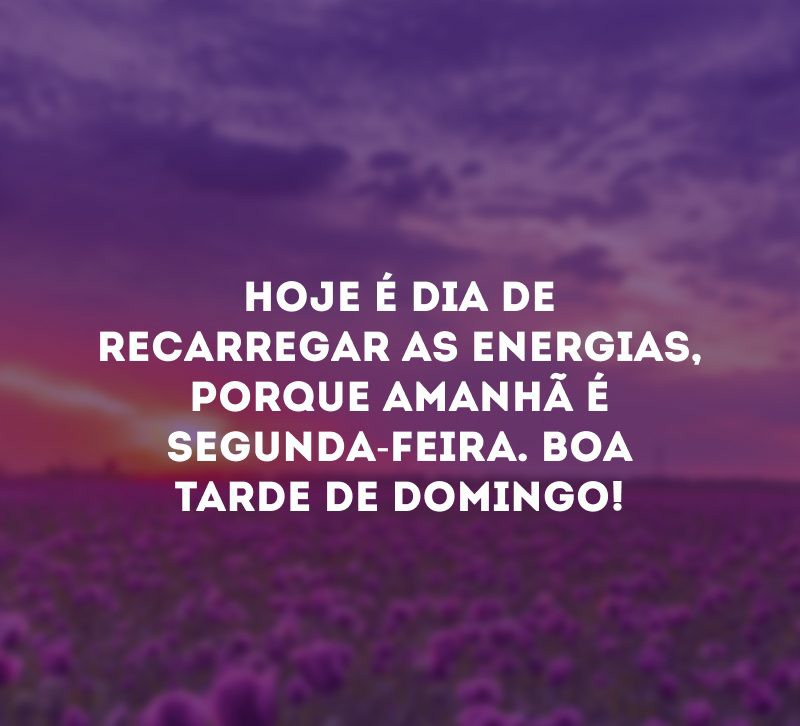 HOJE É DIA DE
RECARREGAR AS ENERGIAS,
PORQUE AMANHÃ É
SEGUNDA-FEIRA. BOA
TARDE DE DOMINGO!